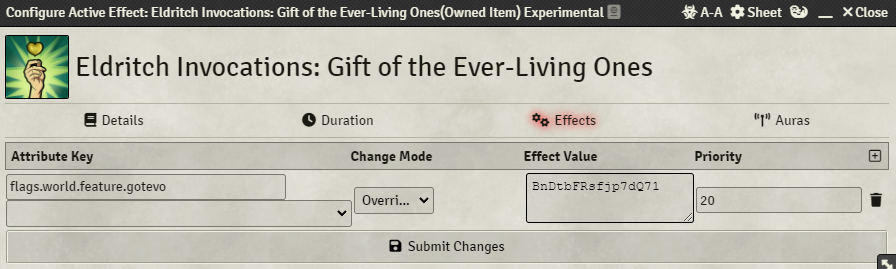 Configure Active Effect: Eldritch Invocations: Gift of the Ever-Living Ones(Owned Item) Experimental A-A Sheet Close
Eldritch Invocations: Gift of the Ever-Living Ones
Details Duration Effects Auras
Attribute Key Change Mode Effect Value Priority
flags.world.feature.gotevo Overri... BnDtbFRsfjp7dQ71 20
Submit Changes